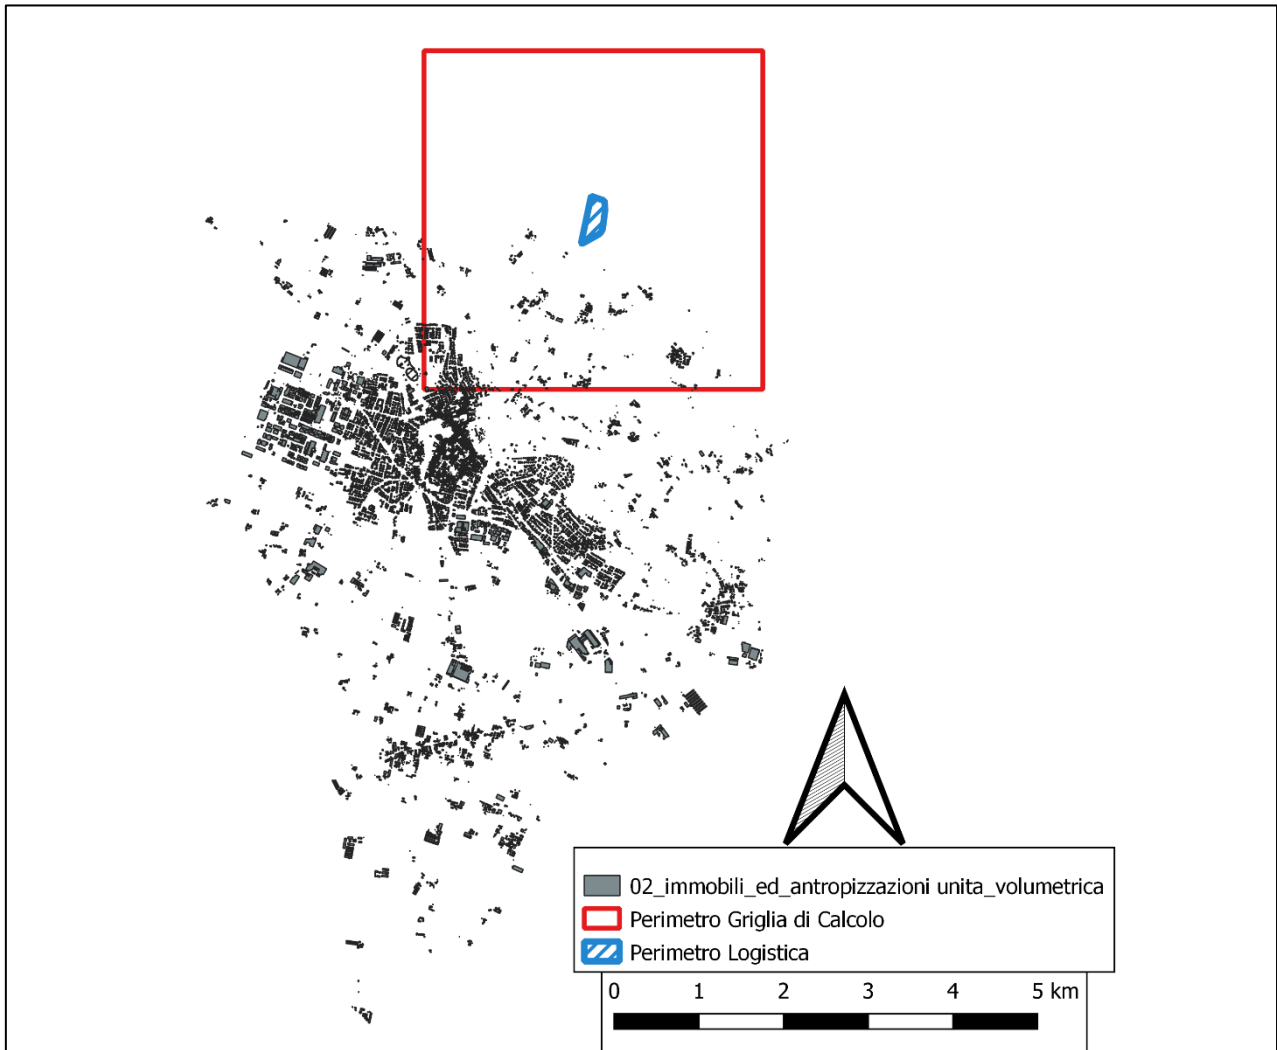 02_immobili_ed_antropizzazioni unita_volumetrica
Perimetro Griglia di Calcolo
Perimetro Logistica
0 1 2 3 4 5 km